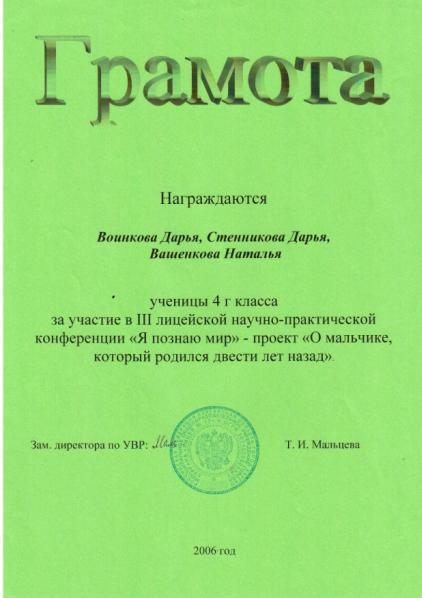 Грамота
Награждаются
Воинкова Дарья, Стенникова Дарья,
Вашенкова Наталья
ученицы 4 г класса
за участие в III лицейской научно-практической
конференции «Я познаю мир» - проект «О мальчике,
который родился двести лет назад».
Зам. директора по УВР: Т. И. Мальцева
2006 год